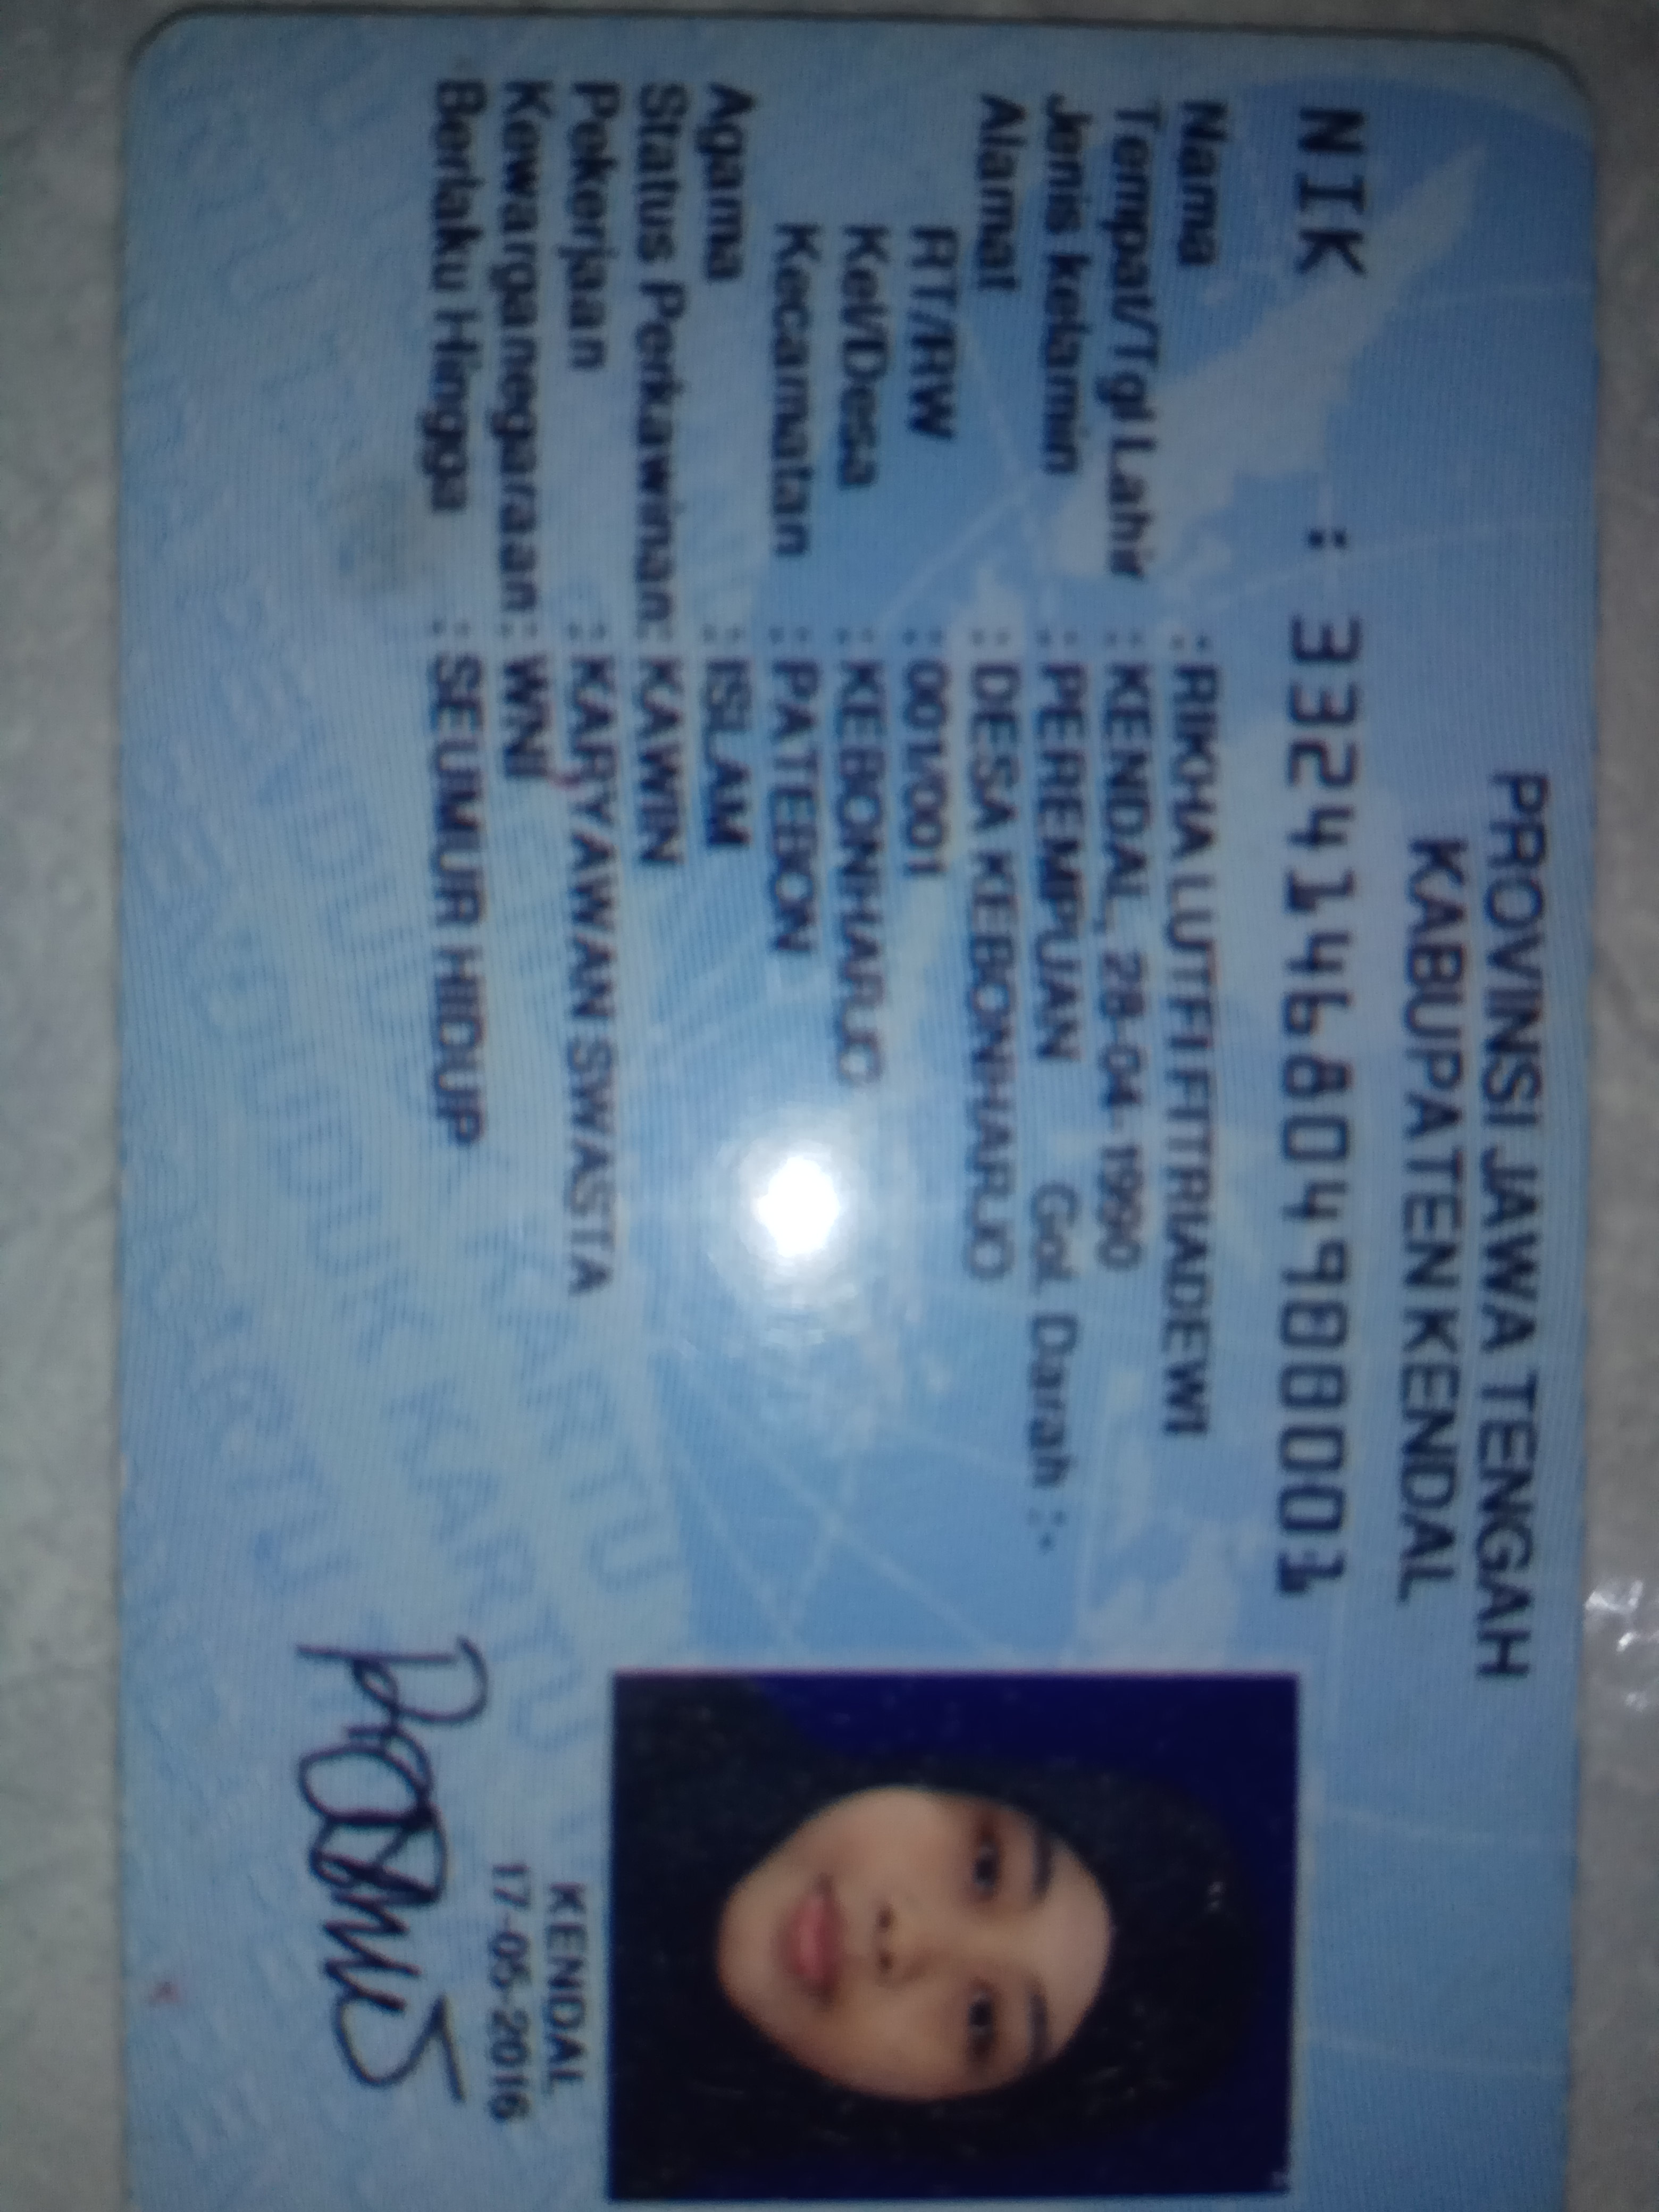 PROVINSI JAWA TENGAH
KABUPATEN KENDAL
NIK :
Nama : RIKHA LUTFI FITRIADEWI
Tempat/Tgl Lahir : KENDAL, 28-04-1990
Jenis kelamin : PEREMPUAN Gol. Darah : -
Alamat : DESA KEBONHARJO
RT/RW : 001/001
Kel/Desa : KEBONHARJO
Kecamatan : PATEBON
Agama : ISLAM
Status Perkawinan: KAWIN
Pekerjaan : KARYAWAN SWASTA
Kewarganegaraan: WNI
Berlaku Hingga : SEUMUR HIDUP
KENDAL
17-05-2016